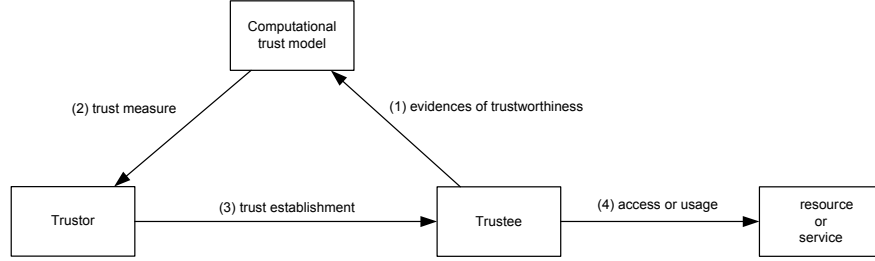 Computational
trust model
(2) trust measure
(1) evidences of trustworthiness
Trustor
(3) trust establishment
Trustee
(4) access or usage
resource
or
service